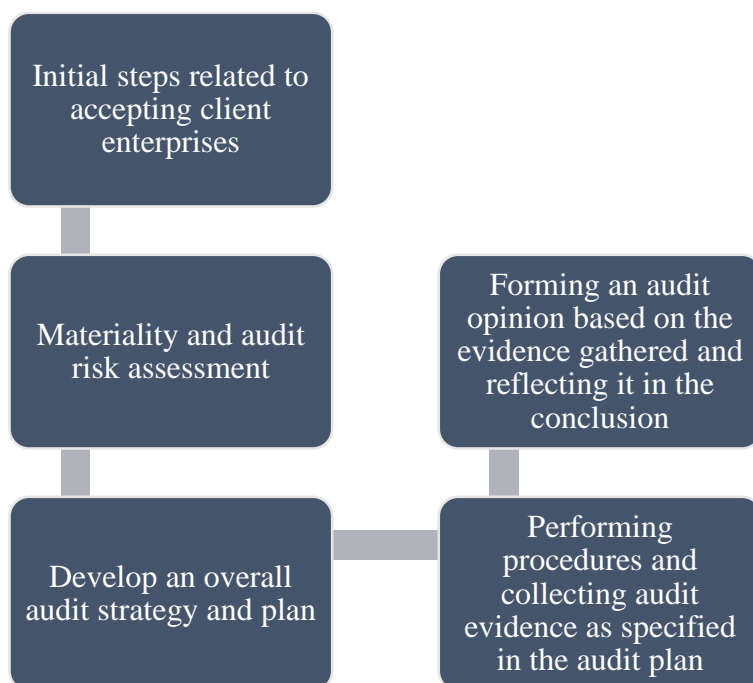 Initial steps related to
accepting client
enterprises
Materiality and audit
risk assessment
Develop an overall
audit strategy and plan
Performing
procedures and
collecting audit
evidence as specified
in the audit plan
Forming an audit
opinion based on the
evidence gathered and
reflecting it in the
conclusion